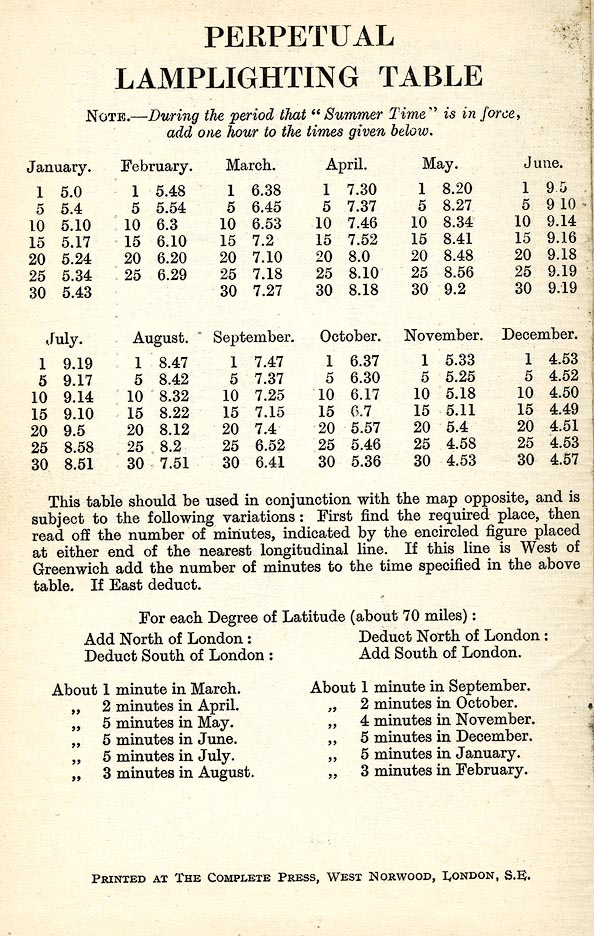 PERPETUAL
LAMPLIGHTING TABLE
NOTE.—During the period that “ Summer Time” is in force,
add one hour to the times given below.
January. February. March. April. May. June.
1 5.0 1 5.48 1 6.38 1 7.30 1 8.20 1 9.5
5 5.4 5 5.54 5 6.45 5 7.37 5 8.27 5 9 10
10 5.10 10 6.3 10 6.53 10 7.46 10 8.34 10 9.14
15 5.17 15 6.10 15 7.2 15 7.52 15 8.41 15 9.16
20 5.24 20 6.20 20 7.10 20 8.0 20 8.48 20 9.18
25 5.34 25 6.29 25 7.18 25 8.10 25 8.56 25 9.19
30 5.43 30 7.27 30 8.18 30 9.2 30 9.19
July. August. September. October. November. December.
1 9.19 1 8.47 1 7.47 1 6.37 1 5.33 1 4.53
5 9.17 5 8.42 5 7.37 5 6.30 5 5.25 5 4.52
10 9.14 10 8.32 10 7.25 10 6.17 10 5.18 10 4.50
15 9.10 15 8.22 15 7.15 15 6.7 15 5.11 15 4.49
20 9.5 20 8.12 20 7.4 20 5.57 20 5.4 20 4.51
25 8.58 25 8.2 25 6.52 25 5.46 25 4.58 25 4.53
30 8.51 30 7.51 30 6.41 30 5.36 30 4.53 30 4.57
This table should be used in conjunction with the map opposite, and is
subject to the following variations : First find the required place, then
read off the number of minutes, indicated by the encircled figure placed
at either end of the nearest longitudinal line. If this line is West of
Greenwich add the number of minutes to the time specified in the above
table. If East deduct.
For each Degree of Latitude (about 70 miles) :
Add North of London : Deduct North of London :
Deduct South of London : Add South of London.
About 1 minute in March. About 1 minute in September.
„ 2 minutes in April. „ 2 minutes in October.
„ 5 minutes in May. „ 4 minutes in November.
„ 5 minutes in June. „ 5 minutes in December.
„ 5 minutes in July. „ 5 minutes in January.
„ 3 minutes in August. „ 3 minutes in February.
PRINTED AT THE COMPLETE PRESS, WEST NORWOOD, LONDON, S.E.